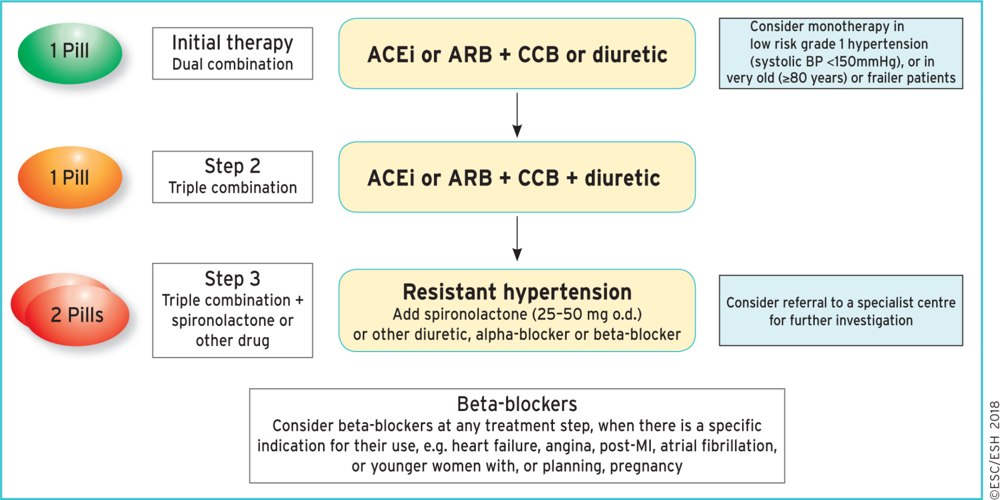 1 Pill
Initial therapy
Dual combination
ACEi or ARB + CCB or diuretic
Consider monotherapy in
low risk grade 1 hypertension
(systolic BP <150mmHg), or in
very old (≥80 years) or frailer patients
1 Pill
Step 2
Triple combination
ACEi or ARB + CCB + diuretic
2 Pills
Step 3
Triple combination +
spironolactone or
other drug
Resistant hypertension
Add spironolactone (25–50 mg o.d.)
or other diuretic, alpha-blocker or beta-blocker
Consider referral to a specialist centre
for further investigation
Beta-blockers
Consider beta-blockers at any treatment step, when there is a specific
indication for their use, e.g. heart failure, angina, post-MI, atrial fibrillation,
or younger women with, or planning, pregnancy
©ESC/ESH 2018